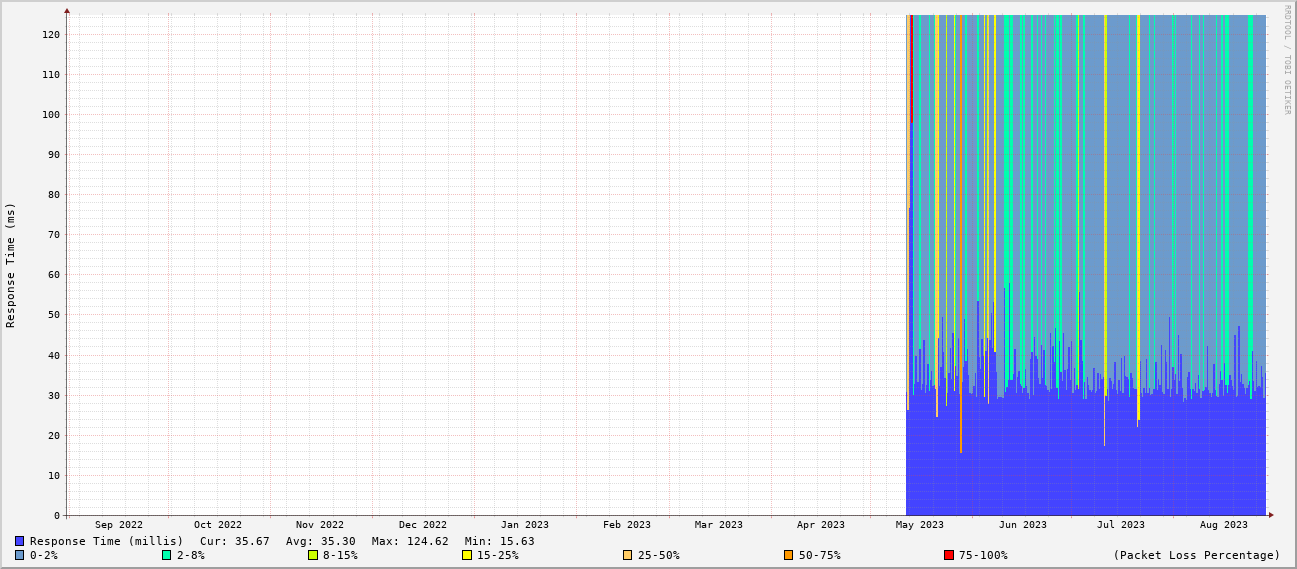 RRDTOOL / TOBI OETIKER
Response Time (ms)
120
110
100
90
80
70
60
50
40
30
20
10
0
Sep 2022 Oct 2022 Nov 2022 Dec 2022 Jan 2023 Feb 2023 Mar 2023 Apr 2023 May 2023 Jun 2023 Jul 2023 Aug 2023
Response Time (millis) Cur: 35.67 Avg: 35.30 Max: 124.62 Min: 15.63
0-2% 2-8% 8-15% 15-25% 25-50% 50-75% 75-100% (Packet Loss Percentage)